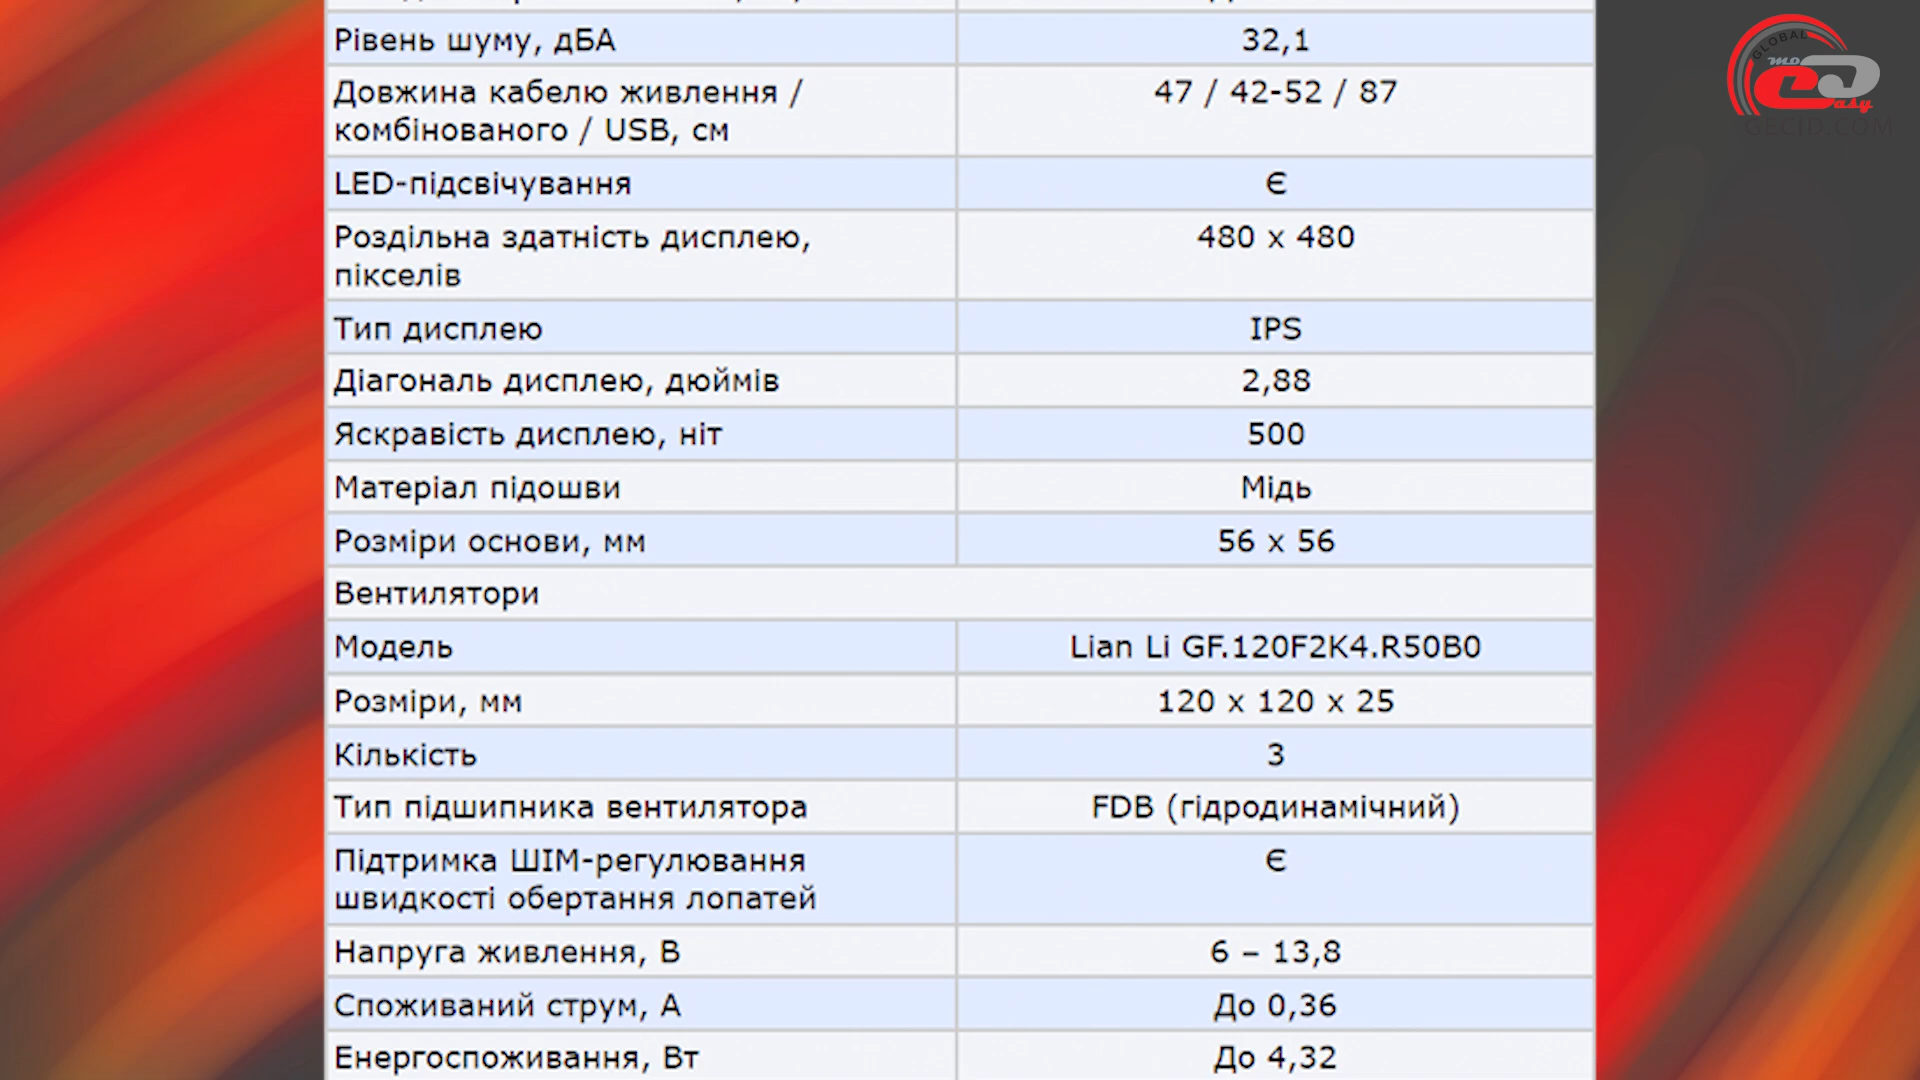 Рівень шуму, дБА 32,1
Довжина кабелю живлення / 47 / 42-52 / 87
комбінованого / USB, см
LED-підсвічування Є
Роздільна здатність дисплею, 480 x 480
пікселів
Тип дисплею IPS
Діагональ дисплею, дюймів 2,88
Яскравість дисплею, ніт 500
Матеріал підошви Мідь
Розміри основи, мм 56 x 56
Вентилятори
Модель Lian Li GF.120F2K4.R50B0
Розміри, мм 120 x 120 x 25
Кількість 3
Тип підшипника вентилятора FDB (гідродинамічний)
Підтримка ШІМ-регулювання Є
швидкості обертання лопатей
Напруга живлення, В 6 – 13,8
Споживаний струм, А До 0,36
Енергоспоживання, Вт До 4,32
GLOBAL
GECID.COM